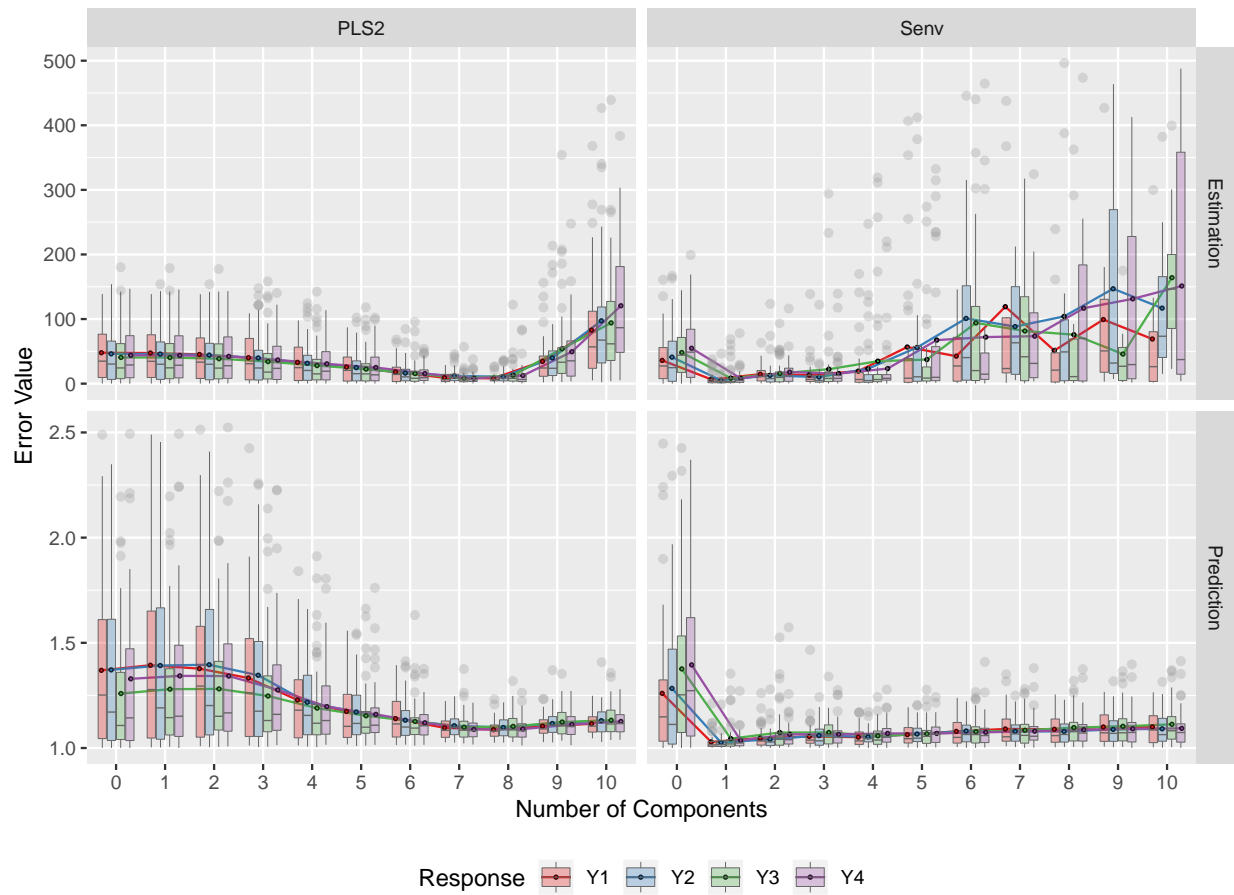 PLS2
Senv
500
400
300
200
100
0
Estimation
Error Value
2.5
2.0
1.5
1.0
Prediction
0 1 2 3 4 5 6 7 8 9 10
0 1 2 3 4 5 6 7 8 9 10
Number of Components
Response Y1 Y2 Y3 Y4